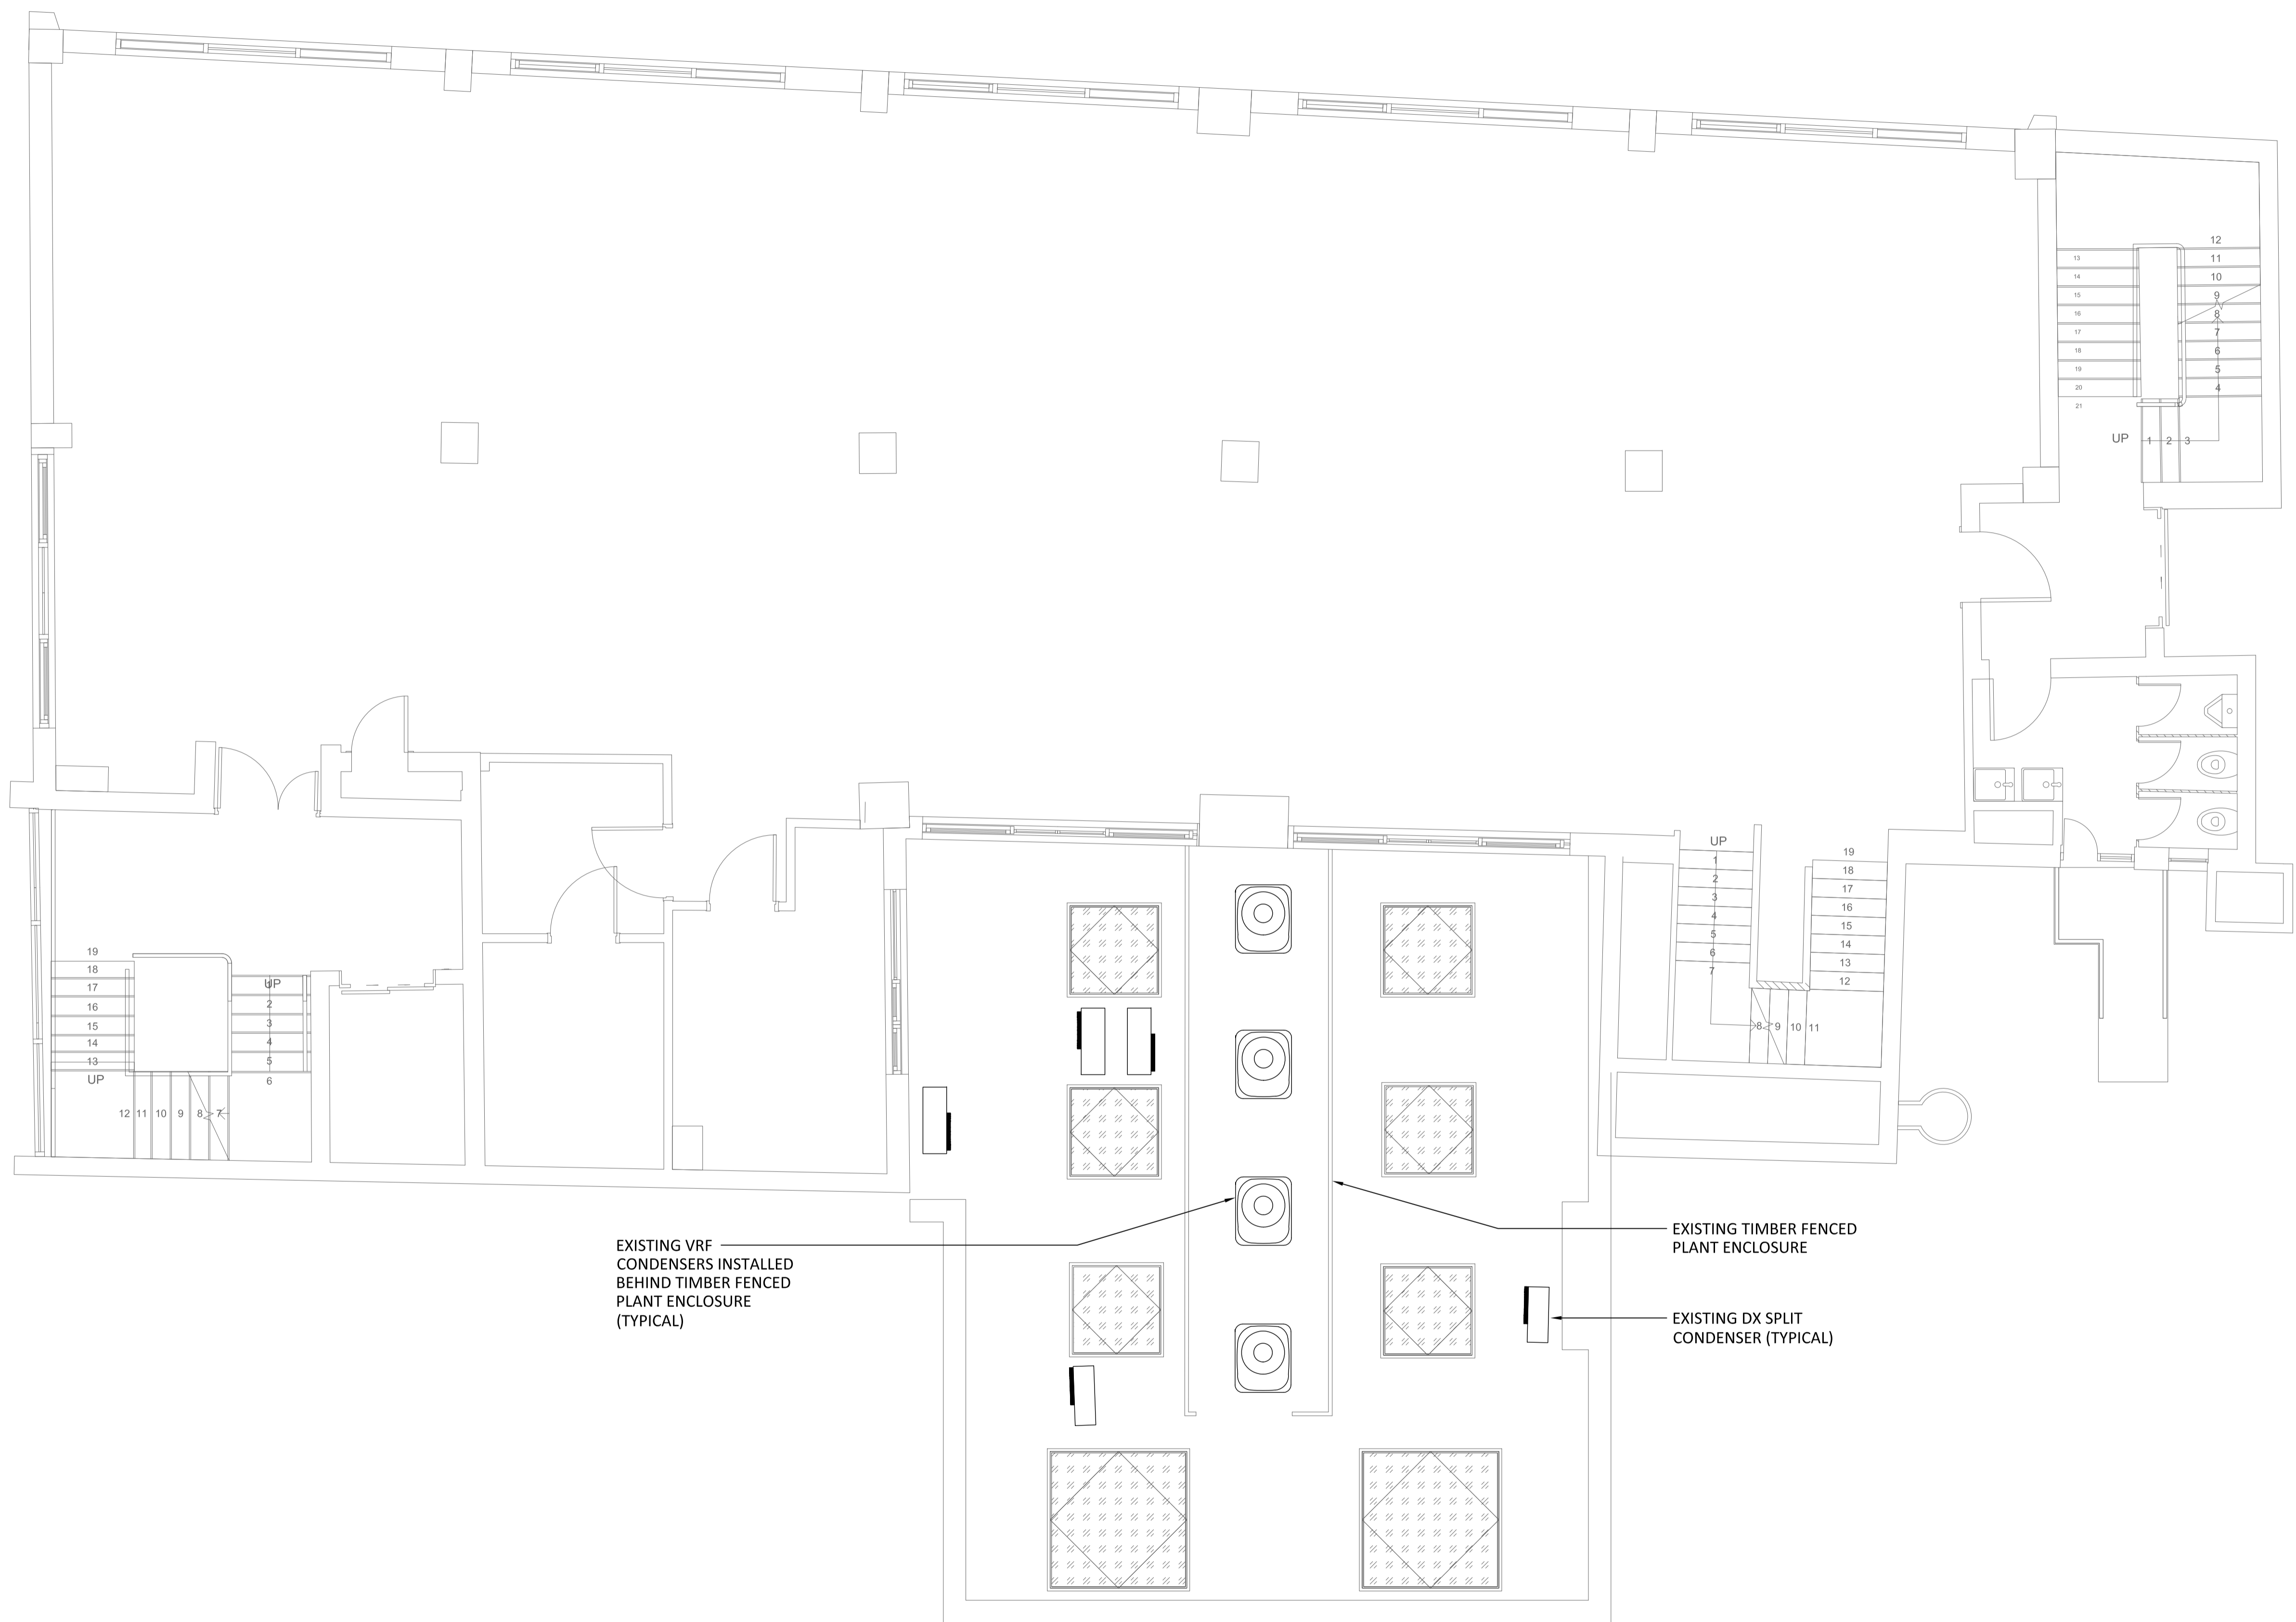 12
13
11
14
10
15
9
16
8
17
7
18
6
19
5
20
4
21
UP
1 2 3
UP
1
2
3
4
5
6
7
8 9 10 11
19
18
17
16
15
14
13
12
19
18
17
16
15
14
13
UP
UP
1
2
3
4
5
6
12 11 10 9 8 7
EXISTING VRF
CONDENSERS INSTALLED
BEHIND TIMBER FENCED
PLANT ENCLOSURE
(TYPICAL)
EXISTING TIMBER FENCED
PLANT ENCLOSURE
EXISTING DX SPLIT
CONDENSER (TYPICAL)